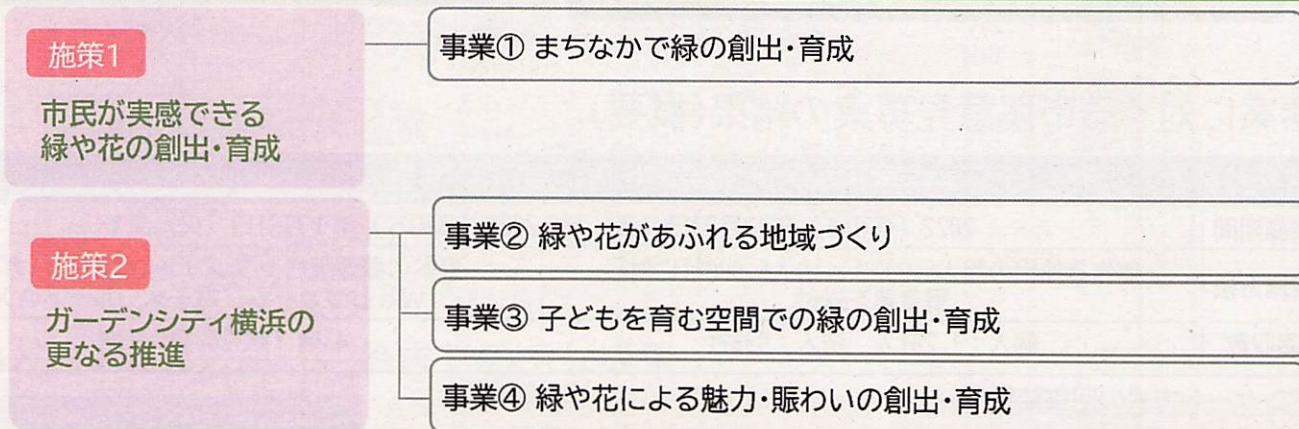 施策1
市民が実感できる
緑や花の創出・育成
事業① まちなかで緑の創出・育成
施策2
ガーデンシティ横浜の
更なる推進
事業② 緑や花があふれる地域づくり
事業③ 子どもを育む空間での緑の創出・育成
事業④ 緑や花による魅力・賑わいの創出・育成